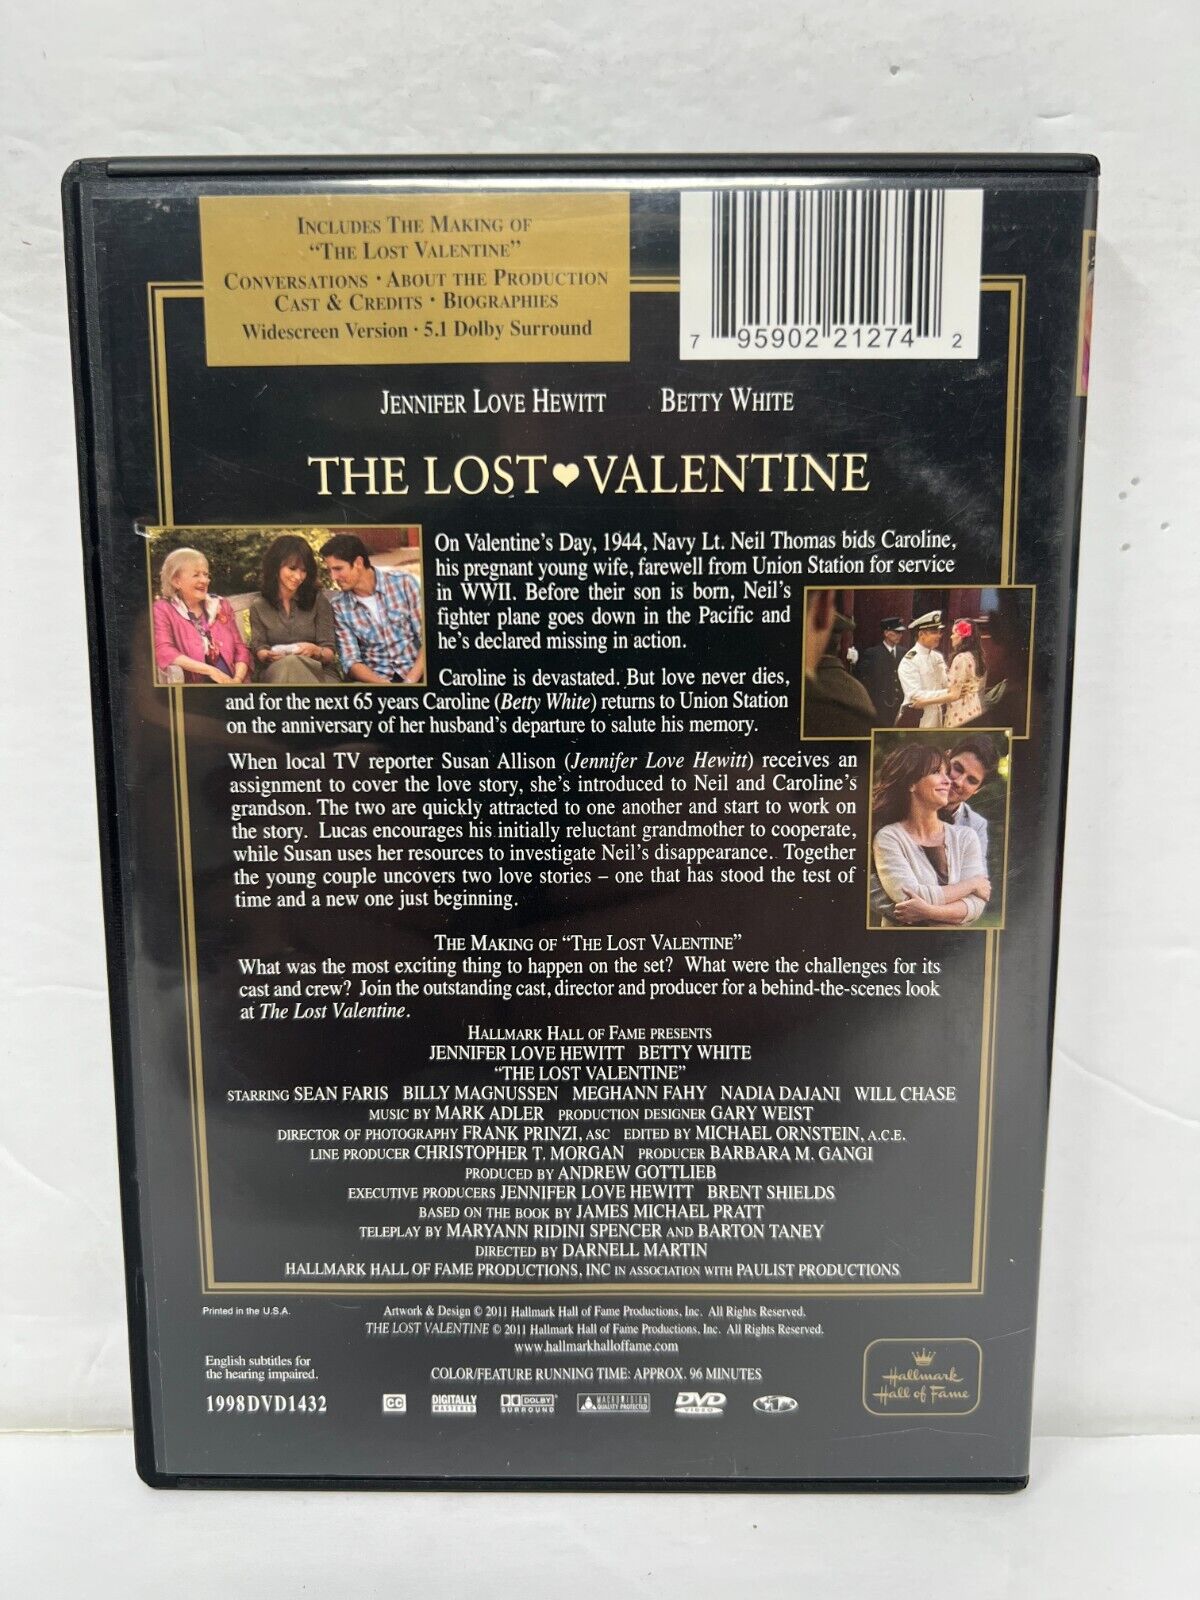 INCLUDES THE MAKING OF
"THE LOST VALENTINE"
CONVERSATIONS • ABOUT THE PRODUCTION
CAST & CREDITS • BIOGRAPHIES
Widescreen Version • 5.1 Dolby Surround
7 95902 21274 2
JENNIFER LOVE HEWITT BETTY WHITE
THE LOST VALENTINE
On Valentine's Day, 1944, Navy Lt. Neil Thomas bids Caroline,
his pregnant young wife, farewell from Union Station for service
in WWII. Before their son is born, Neil's
fighter plane goes down in the Pacific and
he's declared missing in action.
Caroline is devastated. But love never dies,
and for the next 65 years Caroline (Betty White) returns to Union Station
on the anniversary of her husband's departure to salute his memory.
When local TV reporter Susan Allison (Jennifer Love Hewitt) receives an
assignment to cover the love story, she's introduced to Neil and Caroline's
grandson. The two are quickly attracted to one another and start to work on
the story. Lucas encourages his initially reluctant grandmother to cooperate,
while Susan uses her resources to investigate Neil's disappearance. Together
the young couple uncovers two love stories – one that has stood the test of
time and a new one just beginning.
THE MAKING OF "THE LOST VALENTINE"
What was the most exciting thing to happen on the set? What were the challenges for its
cast and crew? Join the outstanding cast, director and producer for a behind-the-scenes look
at The Lost Valentine.
HALLMARK HALL OF FAME PRESENTS
JENNIFER LOVE HEWITT BETTY WHITE
"THE LOST VALENTINE"
STARRING SEAN FARIS BILLY MAGNUSSEN MEGHANN FAHY NADIA DAJANI WILL CHASE
MUSIC BY MARK ADLER PRODUCTION DESIGNER GARY WEIST
DIRECTOR OF PHOTOGRAPHY FRANK PRINZI, ASC EDITED BY MICHAEL ORNSTEIN, A.C.E.
LINE PRODUCER CHRISTOPHER T. MORGAN PRODUCER BARBARA M. GANGI
PRODUCED BY ANDREW GOTTLIEB
EXECUTIVE PRODUCERS JENNIFER LOVE HEWITT BRENT SHIELDS
BASED ON THE BOOK BY JAMES MICHAEL PRATT
TELEPLAY BY MARYANN RIDINI SPENCER AND BARTON TANEY
DIRECTED BY DARNELL MARTIN
HALLMARK HALL OF FAME PRODUCTIONS, INC IN ASSOCIATION WITH PAULIST PRODUCTIONS
Printed in the U.S.A.
Artwork & Design © 2011 Hallmark Hall of Fame Productions, Inc. All Rights Reserved.
THE LOST VALENTINE © 2011 Hallmark Hall of Fame Productions, Inc. All Rights Reserved.
www.hallmarkhalloffame.com
English subtitles for
the hearing impaired.
COLOR/FEATURE RUNNING TIME: APPROX. 96 MINUTES
1998DVD1432
CC
DIGITALLY
MASTERED
DOLBY
SURROUND
MACROVISION
QUALITY PROTECTED
DVD
VIDEO
Hallmark
Hall of Fame